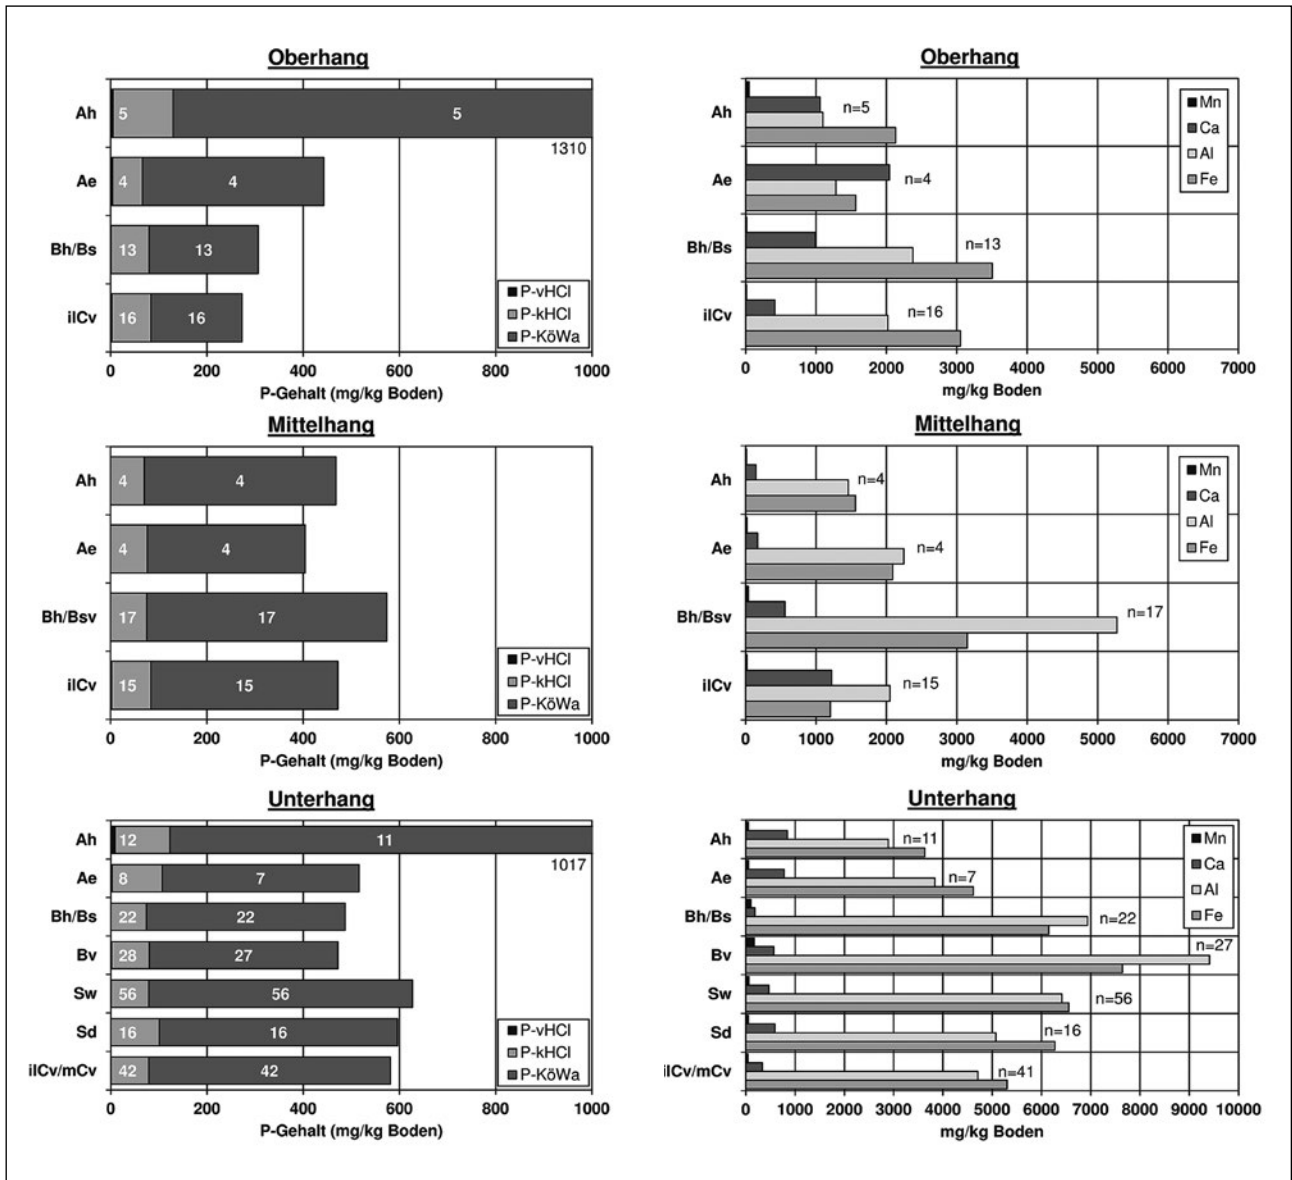 Oberhang
Ah
5
5
1310
Ae
4
4
Bh/Bs
13
13
ilCv
16
16
P-vHCl
P-kHCl
P-KöWa
0
200
400
600
800
1000
P-Gehalt (mg/kg Boden)
Oberhang
Ah
n=5
Ae
n=4
Bh/Bs
n=13
ilCv
n=16
Mn
Ca
Al
Fe
0
1000
2000
3000
4000
5000
6000
7000
mg/kg Boden
Mittelhang
Ah
4
4
Ae
4
4
Bh/Bsv
17
17
ilCv
15
15
P-vHCl
P-kHCl
P-KöWa
0
200
400
600
800
1000
P-Gehalt (mg/kg Boden)
Mittelhang
Ah
n=4
Ae
n=4
Bh/Bsv
n=17
ilCv
n=15
Mn
Ca
Al
Fe
0
1000
2000
3000
4000
5000
6000
7000
mg/kg Boden
Unterhang
Ah
12
11
1017
Ae
8
7
Bh/Bs
22
22
Bv
28
27
Sw
56
56
Sd
16
16
ilCv/mCv
42
42
P-vHCl
P-kHCl
P-KöWa
0
200
400
600
800
1000
P-Gehalt (mg/kg Boden)
Unterhang
Ah
n=11
Ae
n=7
Bh/Bs
n=22
Bv
n=27
Sw
n=56
Sd
n=16
ilCv/mCv
n=41
Mn
Ca
Al
Fe
0
1000
2000
3000
4000
5000
6000
7000
8000
9000
10000
mg/kg Boden